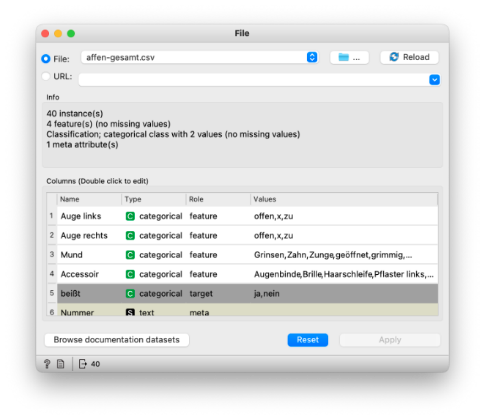 File
File: affen-gesamt.csv ... Reload
URL:
Info
40 instance(s)
4 feature(s) (no missing values)
Classification; categorical class with 2 values (no missing values)
1 meta attribute(s)
Columns (Double click to edit)
Name Type Role Values
1 Auge links C categorical feature offen,x,zu
2 Auge rechts C categorical feature offen,x,zu
3 Mund C categorical feature Grinsen,Zahn,Zunge,geöffnet,grimmig,...
4 Accessoir C categorical feature Augenbinde,Brille,Haarschleife,Pflaster links,...
5 beißt C categorical target ja,nein
6 Nummer S text meta
Browse documentation datasets Reset Apply
? 40